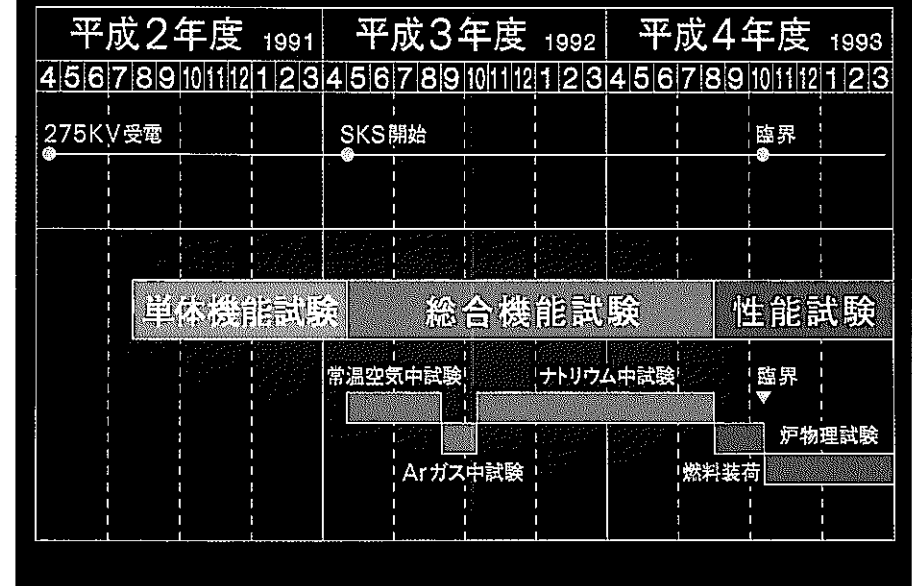 平成2年度 1991 平成3年度 1992 平成4年度 1993
4 5 6 7 8 9 10 11 12 1 2 3 4 5 6 7 8 9 10 11 12 1 2 3 4 5 6 7 8 9 10 11 12 1 2 3
275KV受電 SKS開始 臨界
単体機能試験 総合機能試験 性能試験
常温空気中試験 ナトリウム中試験 臨界
炉物理試験
Arガス中試験 燃料装荷